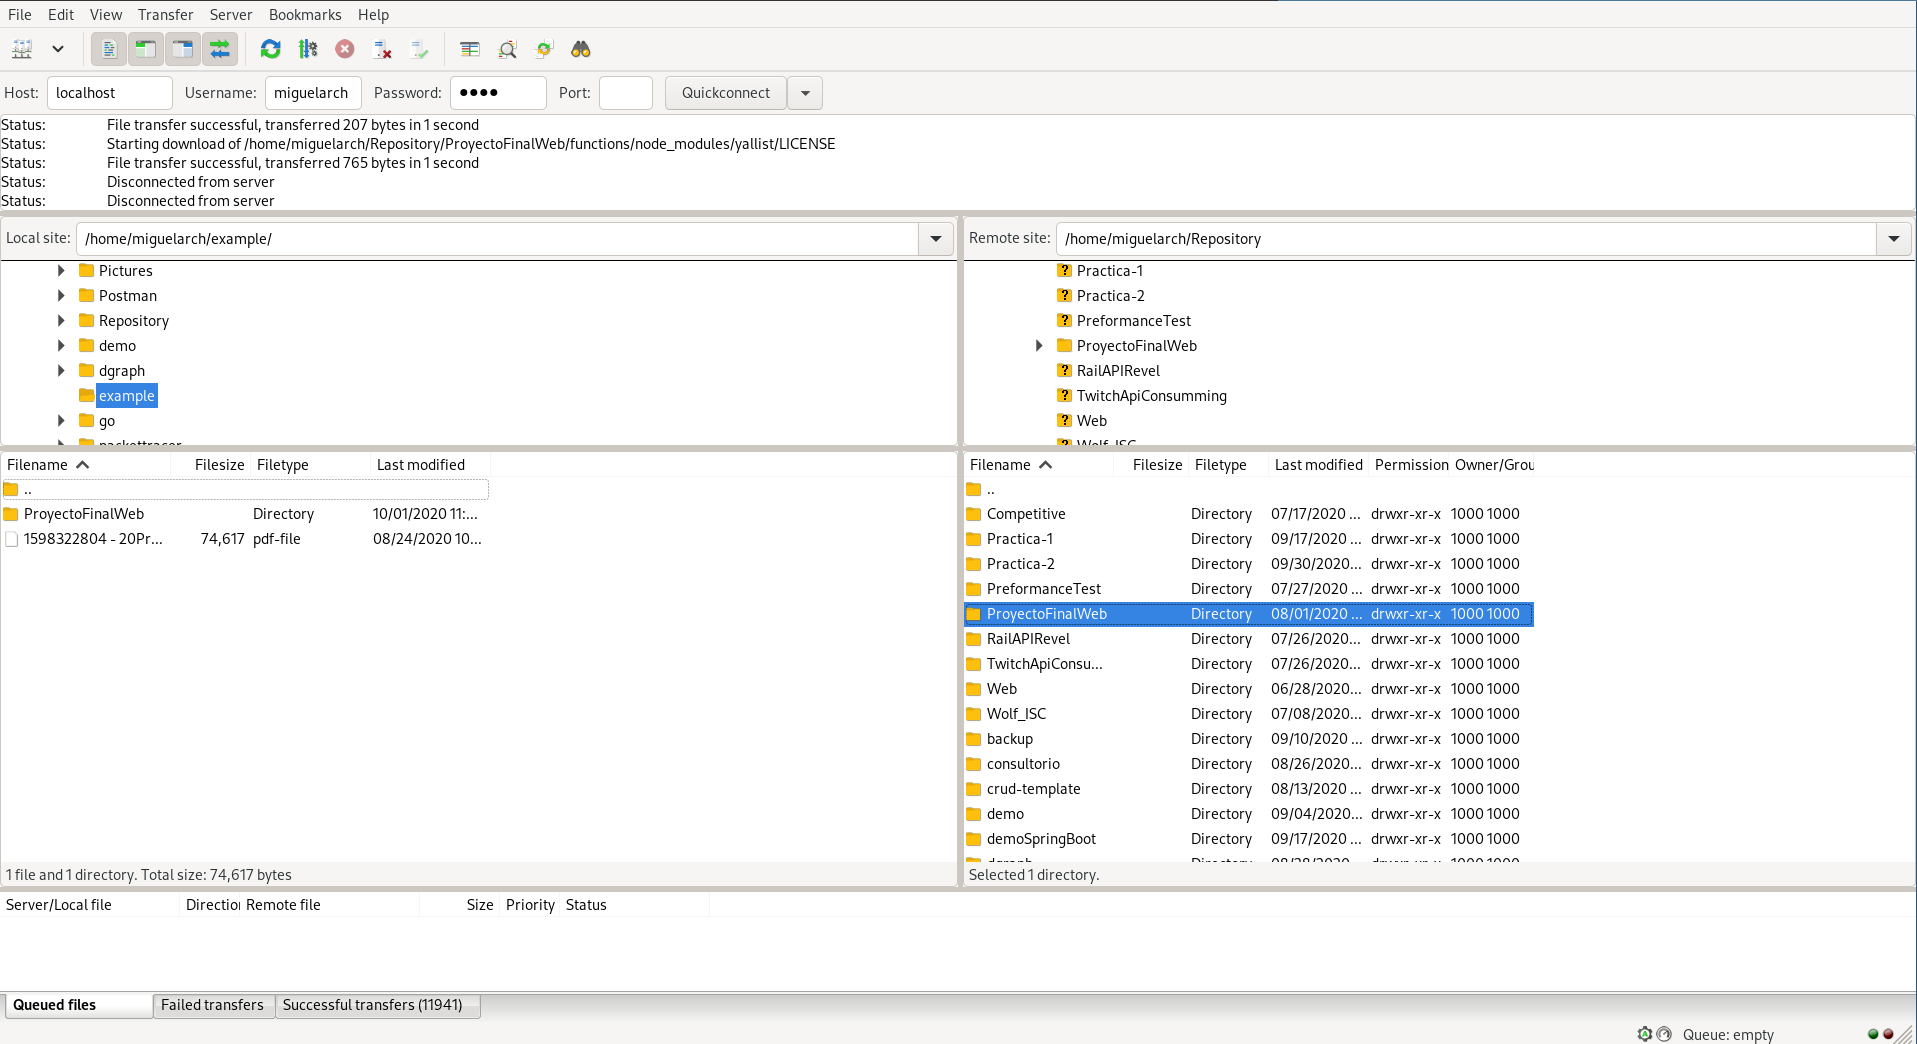 File Edit View Transfer Server Bookmarks Help
Host: localhost Username: miguelarch Password: ●●●● Port: Quickconnect
Status: File transfer successful, transferred 207 bytes in 1 second
Status: Starting download of /home/miguelarch/Repository/ProyectoFinalWeb/functions/node_modules/yallist/LICENSE
Status: File transfer successful, transferred 765 bytes in 1 second
Status: Disconnected from server
Status: Disconnected from server
Local site: /home/miguelarch/example/
Pictures
Postman
Repository
demo
dgraph
example
go
packettracer
Remote site: /home/miguelarch/Repository
Practica-1
Practica-2
PreformanceTest
ProyectoFinalWeb
RailAPIRevel
TwitchApiConsumming
Web
Wolf_ISC
Filename Filesize Filetype Last modified
..
ProyectoFinalWeb Directory 10/01/2020 11:...
1598322804 - 20Pr... 74,617 pdf-file 08/24/2020 10...
1 file and 1 directory. Total size: 74,617 bytes
Filename Filesize Filetype Last modified Permission Owner/Grou
..
Competitive Directory 07/17/2020 ... drwxr-xr-x 1000 1000
Practica-1 Directory 09/17/2020 ... drwxr-xr-x 1000 1000
Practica-2 Directory 09/30/2020... drwxr-xr-x 1000 1000
PreformanceTest Directory 07/27/2020... drwxr-xr-x 1000 1000
ProyectoFinalWeb Directory 08/01/2020 ... drwxr-xr-x 1000 1000
RailAPIRevel Directory 07/26/2020... drwxr-xr-x 1000 1000
TwitchApiConsu... Directory 07/26/2020... drwxr-xr-x 1000 1000
Web Directory 06/28/2020... drwxr-xr-x 1000 1000
Wolf_ISC Directory 07/08/2020... drwxr-xr-x 1000 1000
backup Directory 09/10/2020 ... drwxr-xr-x 1000 1000
consultorio Directory 08/26/2020... drwxr-xr-x 1000 1000
crud-template Directory 08/13/2020 ... drwxr-xr-x 1000 1000
demo Directory 09/04/2020... drwxr-xr-x 1000 1000
demoSpringBoot Directory 09/17/2020 ... drwxr-xr-x 1000 1000
dgraph Directory 08/28/2020... drwxr-xr-x 1000 1000
Selected 1 directory.
Server/Local file Direction Remote file Size Priority Status
Queued files Failed transfers Successful transfers (11941)
Queue: empty